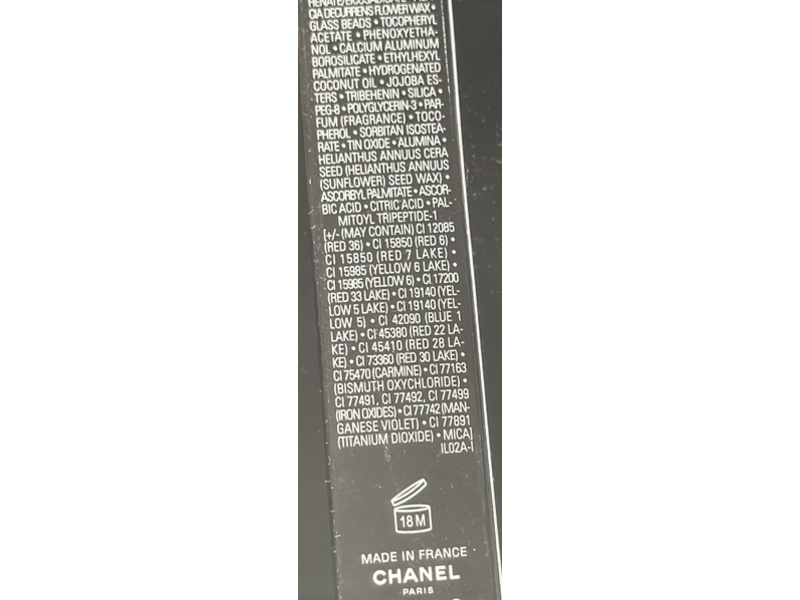 CIA DECURRENS FLOWER WAX •
GLASS BEADS • TOCOPHERYL
ACETATE • PHENOXYETHA-
NOL • CALCIUM ALUMINUM
BOROSILICATE • ETHYLHEXYL
PALMITATE • HYDROGENATED
COCONUT OIL • JOJOBA ES-
TERS • TRIBEHENIN • SILICA •
PEG-8 • POLYGLYCERIN-3 • PAR-
FUM (FRAGRANCE) • TOCO-
PHEROL • SORBITAN ISOSTEA-
RATE • TIN OXIDE • ALUMINA •
HELIANTHUS ANNUUS CERA
SEED (HELIANTHUS ANNUUS
(SUNFLOWER) SEED WAX) •
ASCORBYL PALMITATE • ASCOR-
BIC ACID • CITRIC ACID • PAL-
MITOYL TRIPEPTIDE-1
[+/- (MAY CONTAIN) CI 12085
(RED 36) • CI 15850 (RED 6) •
CI 15850 (RED 7 LAKE) •
CI 15985 (YELLOW 6 LAKE) •
CI 15985 (YELLOW 6) • CI 17200
(RED 33 LAKE) • CI 19140 (YEL-
LOW 5 LAKE) • CI 19140 (YEL-
LOW 5) • CI 42090 (BLUE 1
LAKE) • CI 45380 (RED 22 LA-
KE) • CI 45410 (RED 28 LA-
KE) • CI 73360 (RED 30 LAKE) •
CI 75470 (CARMINE) • CI 77163
(BISMUTH OXYCHLORIDE) •
CI 77491, CI 77492, CI 77499
(IRON OXIDES) • CI 77742 (MAN-
GANESE VIOLET) • CI 77891
(TITANIUM DIOXIDE) • MICA]
IL02A-1
18 M
MADE IN FRANCE
CHANEL
PARIS